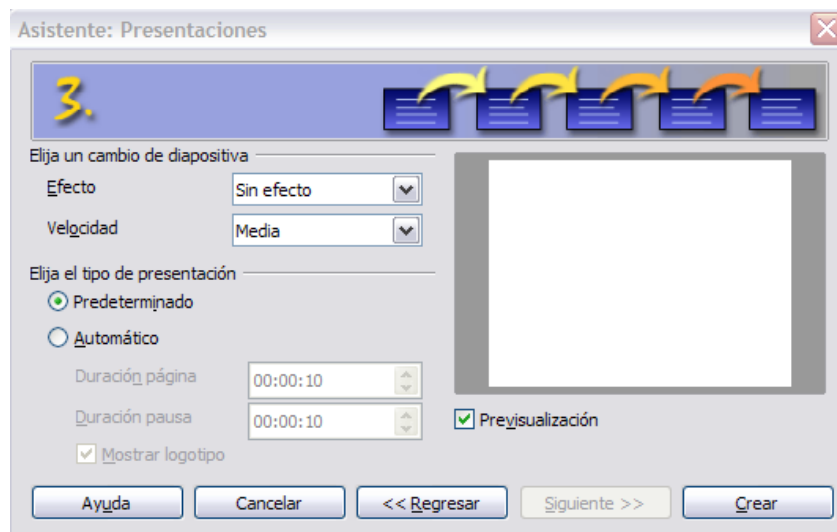 Asistente: Presentaciones
3.
Elija un cambio de diapositiva
Efecto
Sin efecto
Velocidad
Media
Elija el tipo de presentación
Predeterminado
Automático
Duración página
00:00:10
Duración pausa
00:00:10
Mostrar logotipo
Previsualización
Ayuda
Cancelar
<< Regresar
Siguiente >>
Crear